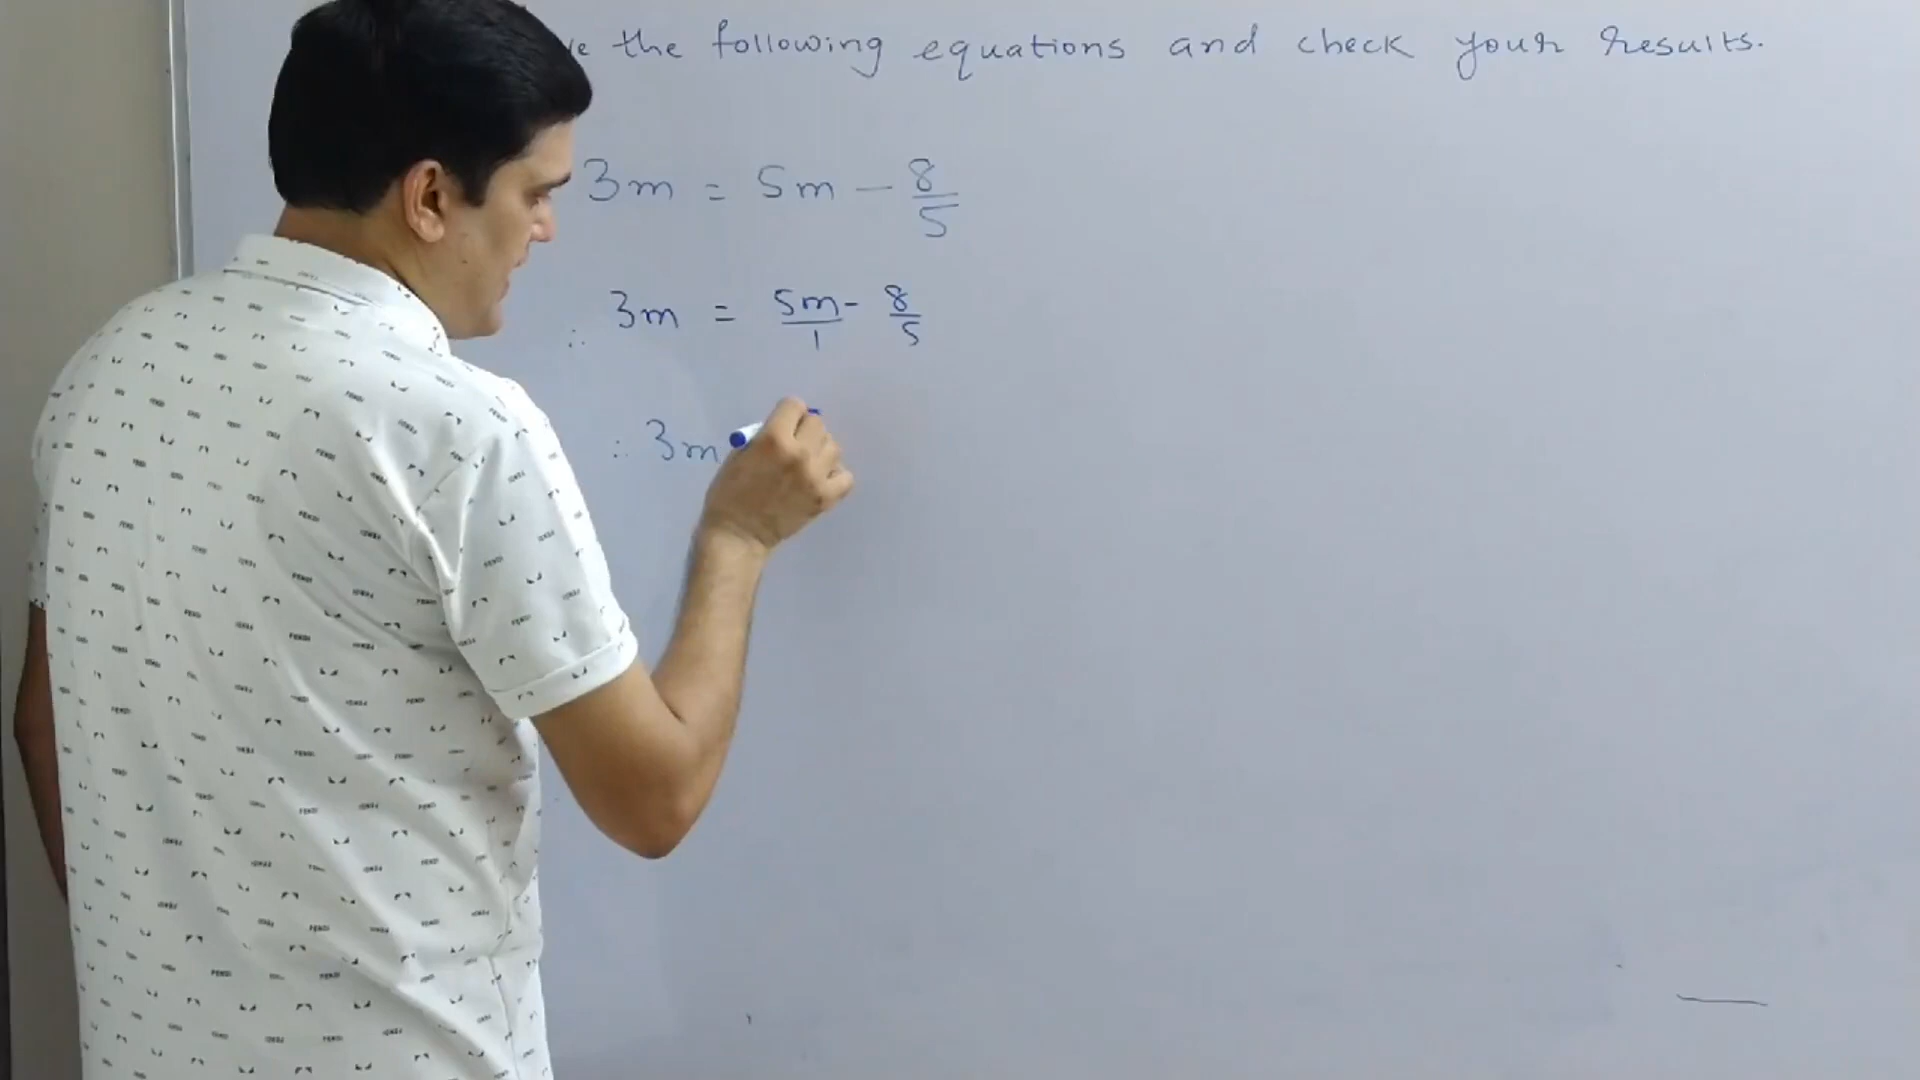 the following equations and check your results.
3m = 5m - 8/5
∴ 3m = 5m/1 - 8/5
∴ 3m